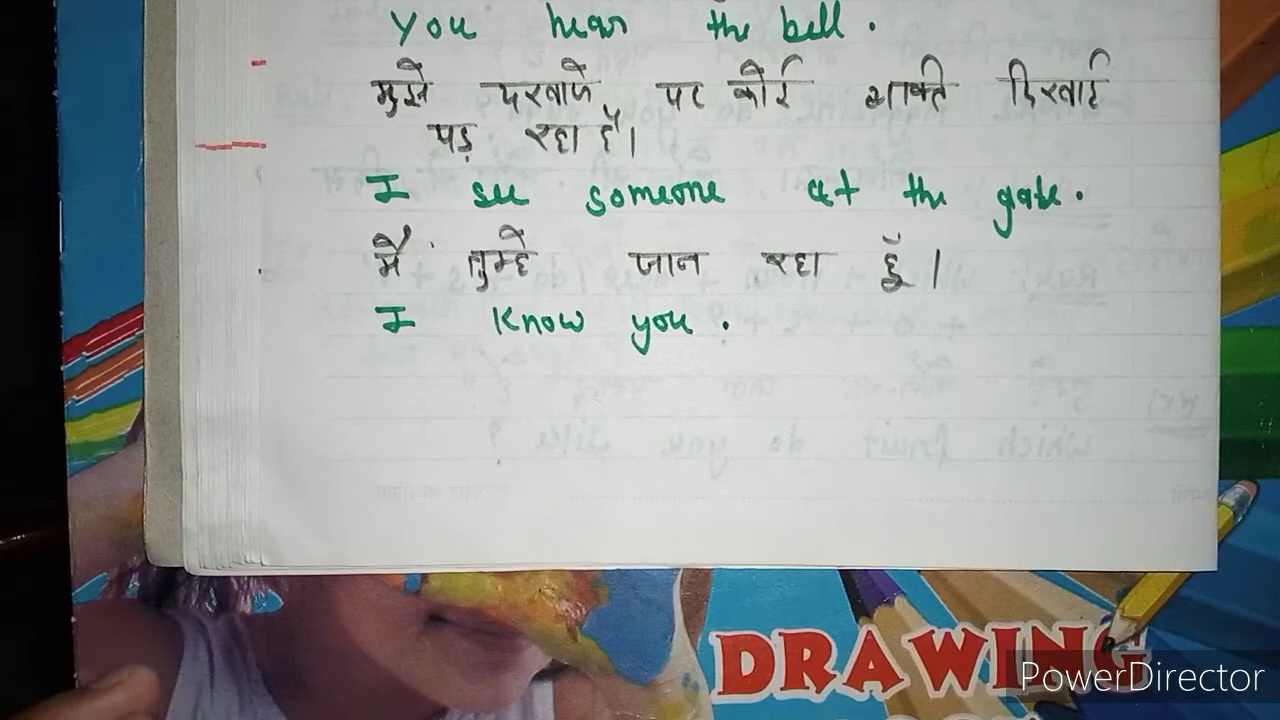 You hear the bell.
मुझे दरवाजे पर कोई व्यक्ति दिखाई
पड़ रहा है।
I see someone at the gate.
मैं तुम्हे जान रहा हूँ।
I know you.
DRAWING
PowerDirector